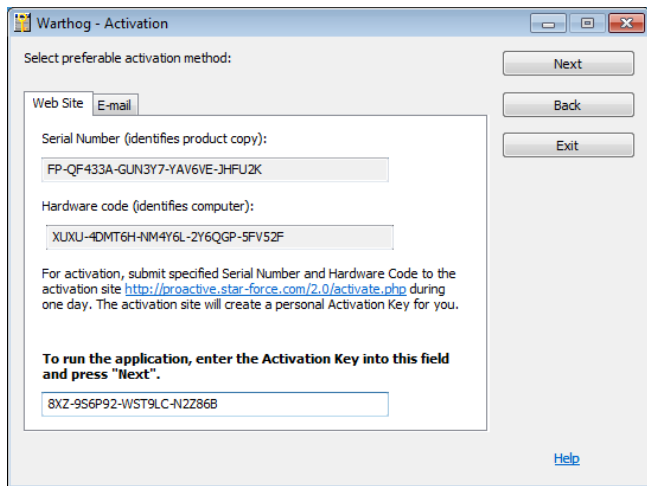 Warthog - Activation
Select preferable activation method:
Next
Web Site
E-mail
Back
Serial Number (identifies product copy):
Exit
FP-QF433A-GUN3Y7-YAV6VE-JHFU2K
Hardware code (identifies computer):
XUXU-4DMT6H-NM4Y6L-2Y6QGP-5FV52F
For activation, submit specified Serial Number and Hardware Code to the
activation site http://proactive.star-force.com/2.0/activate.php during
one day. The activation site will create a personal Activation Key for you.
To run the application, enter the Activation Key into this field
and press "Next".
8XZ-9S6P92-WST9LC-N2Z86B
Help